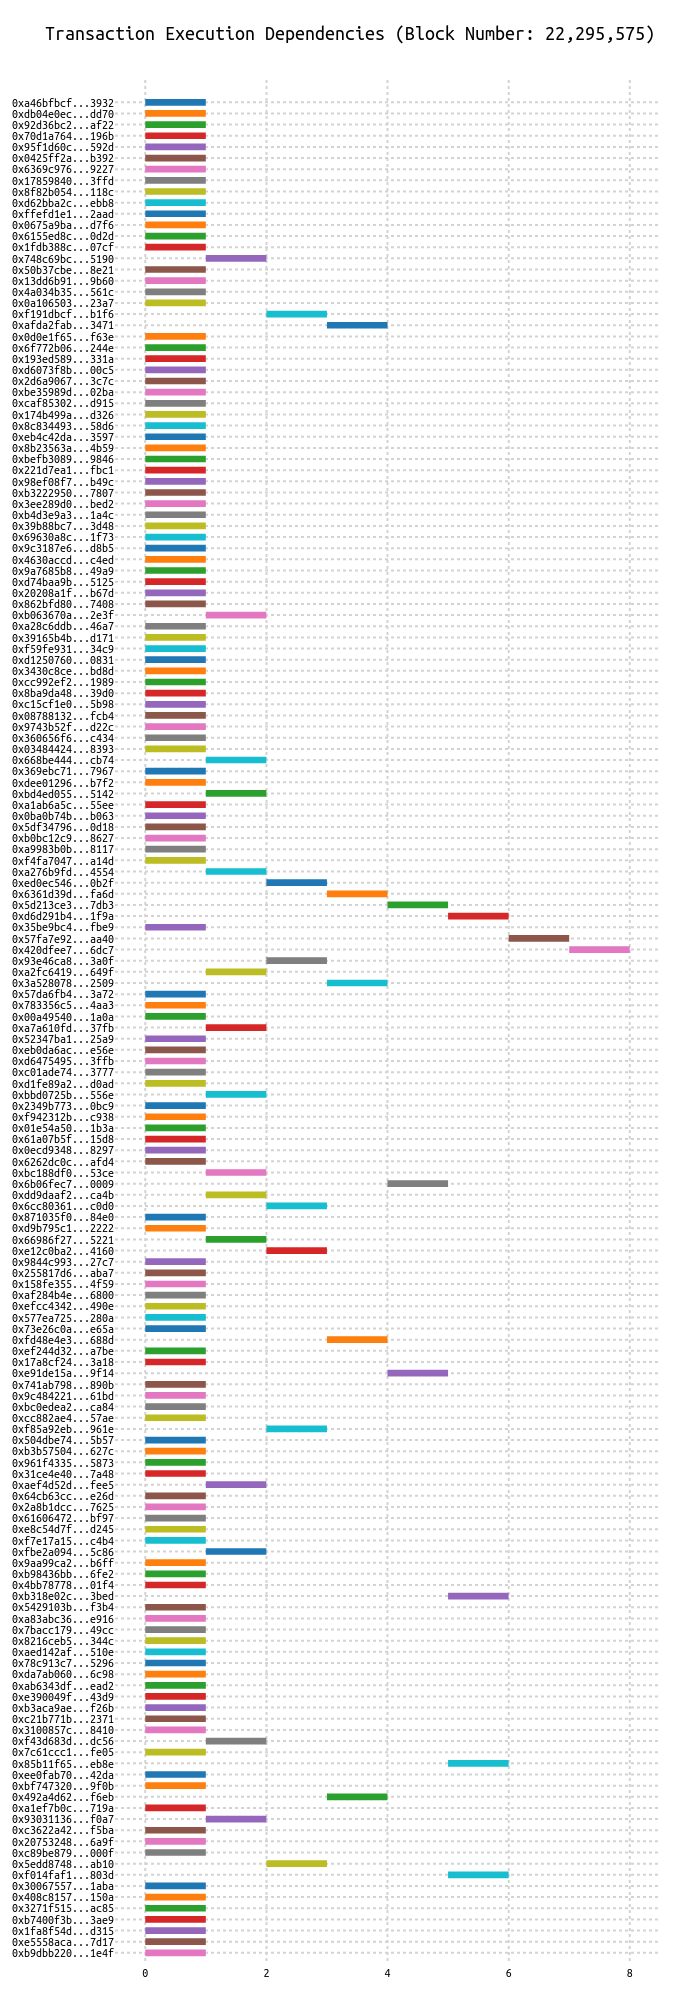 Transaction Execution Dependencies (Block Number: 22,295,575)
0xa46bfbcf...3932
0xdb04e0ec...dd70
0x92d36bc2...af22
0x70d1a764...196b
0x95f1d60c...592d
0x0425ff2a...b392
0x6369c976...9227
0x17859840...3ffd
0x8f82b054...118c
0xd62bba2c...ebb8
0xffefd1e1...2aad
0x0675a9ba...d7f6
0x6155ed8c...0d2d
0x1fdb388c...07cf
0x748c69bc...5190
0x50b37cbe...8e21
0x13dd6b91...9b60
0x4a034b35...561c
0x0a106503...23a7
0xf191dbcf...b1f6
0xafda2fab...3471
0x0d0e1f65...f63e
0x6f772b06...244e
0x193ed589...331a
0xd6073f8b...00c5
0x2d6a9067...3c7c
0xbe35989d...02ba
0xcaf85302...d915
0x174b499a...d326
0x8c834493...58d6
0xeb4c42da...3597
0x8b23563a...4b59
0xbefb3089...9846
0x221d7ea1...fbc1
0x98ef08f7...b49c
0xb3222950...7807
0x3ee289d0...bed2
0xb4d3e9a3...1a4c
0x39b88bc7...3d48
0x69630a8c...1f73
0x9c3187e6...d8b5
0x4630accd...c4ed
0x9a7685b8...49a9
0xd74baa9b...5125
0x20208a1f...b67d
0x862bfd80...7408
0xb063670a...2e3f
0xa28c6ddb...46a7
0x39165b4b...d171
0xf59fe931...34c9
0xd1250760...0831
0x3430c8ce...bd8d
0xcc992ef2...1989
0x8ba9da48...39d0
0xc15cf1e0...5b98
0x08788132...fcb4
0x9743b52f...d22c
0x360656f6...c434
0x03484424...8393
0x668be444...cb74
0x369ebc71...7967
0xdee01296...b7f2
0xbd4ed055...5142
0xa1ab6a5c...55ee
0x0ba0b74b...b063
0x5df34796...0d18
0xb0bc12c9...8627
0xa9983b0b...8117
0xf4fa7047...a14d
0xa276b9fd...4554
0xed0ec546...0b2f
0x6361d39d...fa6d
0x5d213ce3...7db3
0xd6d291b4...1f9a
0x35be9bc4...fbe9
0x57fa7e92...aa40
0x420dfee7...6dc7
0x93e46ca8...3a0f
0xa2fc6419...649f
0x3a528078...2509
0x57da6fb4...3a72
0x783356c5...4aa3
0x00a49540...1a0a
0xa7a610fd...37fb
0x52347ba1...25a9
0xeb0da6ac...e56e
0xd6475495...3ffb
0xc01ade74...3777
0xd1fe89a2...d0ad
0xbbd0725b...556e
0x2349b773...0bc9
0xf942312b...c938
0x01e54a50...1b3a
0x61a07b5f...15d8
0x0ecd9348...8297
0x6262dc0c...afd4
0xbc188df0...53ce
0x6b06fec7...0009
0xdd9daaf2...ca4b
0x6cc80361...c0d0
0x871035f0...84e0
0xd9b795c1...2222
0x66986f27...5221
0xe12c0ba2...4160
0x9844c993...27c7
0x255817d6...aba7
0x158fe355...4f59
0xaf284b4e...6800
0xefcc4342...490e
0x577ea725...280a
0x73e26c0a...e65a
0xfd48e4e3...688d
0xef244d32...a7be
0x17a8cf24...3a18
0xe91de15a...9f14
0x741ab798...890b
0x9c484221...61bd
0xbc0edea2...ca84
0xcc882ae4...57ae
0xf85a92eb...961e
0x504dbe74...5b57
0xb3b57504...627c
0x961f4335...5873
0x31ce4e40...7a48
0xaef4d52d...fee5
0x64cb63cc...e26d
0x2a8b1dcc...7625
0x61606472...bf97
0xe8c54d7f...d245
0xf7e17a15...c4b4
0xfbe2a094...5c86
0x9aa99ca2...b6ff
0xb98436bb...6fe2
0x4bb78778...01f4
0xb318e02c...3bed
0x5429103b...f3b4
0xa83abc36...e916
0x7bacc179...49cc
0x8216ceb5...344c
0xaed142af...510e
0x78c913c7...5296
0xda7ab060...6c98
0xab6343df...ead2
0xe390049f...43d9
0xb3aca9ae...f26b
0xc21b771b...2371
0x3100857c...8410
0xf43d683d...dc56
0x7c61ccc1...fe05
0x85b11f65...eb8e
0xee0fab70...42da
0xbf747320...9f0b
0x492a4d62...f6eb
0xa1ef7b0c...719a
0x93031136...f0a7
0xc3622a42...f5ba
0x20753248...6a9f
0xc89be879...000f
0x5edd8748...ab10
0xf014faf1...803d
0x30067557...1aba
0x408c8157...150a
0x3271f515...ac85
0xb7400f3b...3ae9
0x1fa8f54d...d315
0xe5558aca...7d17
0xb9dbb220...1e4f
0 2 4 6 8